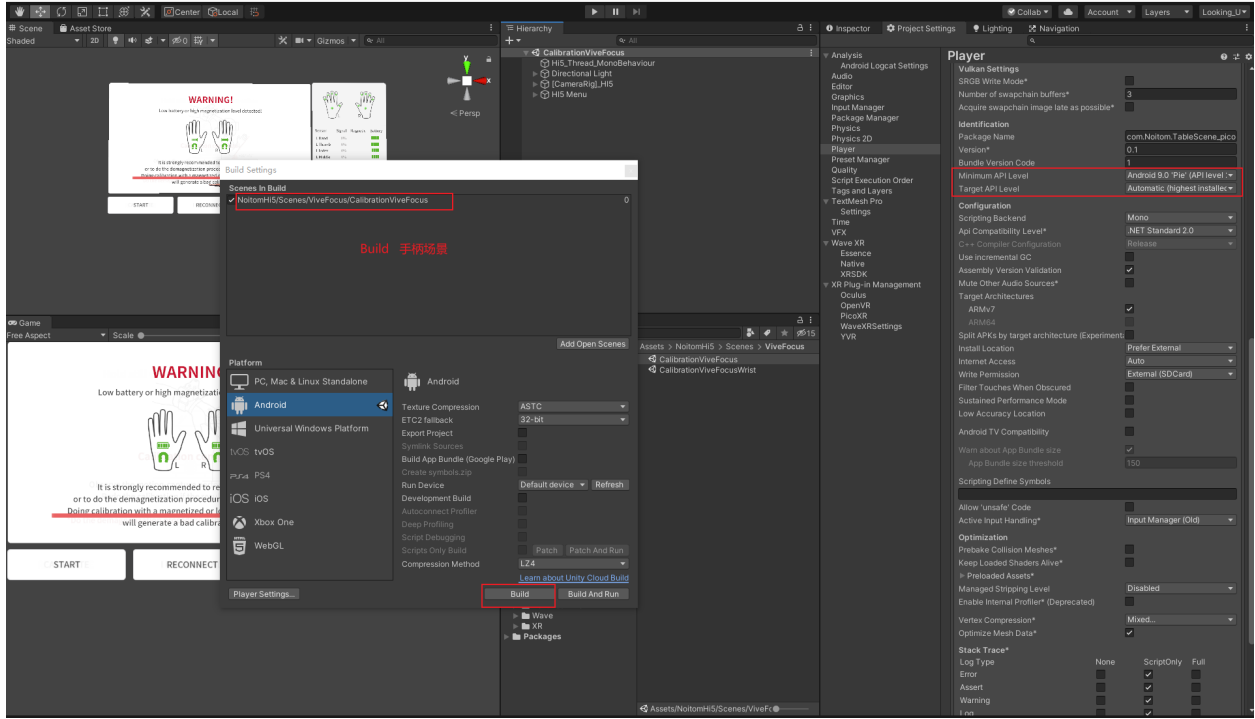 Center Local
Collab Account Layers Looking_U
Scene Asset Store
Shaded 2D 0 Gizmos All
Persp
y
x
WARNING!
Low battery or high magnetization level detected.
START
Hierarchy
All
CalibrationViveFocus
Hi5_Thread_MonoBehaviour
Directional Light
[CameraRig]_HI5
HI5 Menu
Inspector Project Settings Lighting Navigation
Analysis
Android Logcat Settings
Audio
Editor
Graphics
Input Manager
Package Manager
Physics
Physics 2D
Player
Preset Manager
Quality
Script Execution Order
Tags and Layers
TextMesh Pro
Settings
Time
VFX
Wave XR
Essence
Native
XRSDK
XR Plug-in Management
Oculus
OpenVR
PicoXR
WaveXRSettings
YVR
Player
Vulkan Settings
SRGB Write Mode*
Number of swapchain buffers* 3
Acquire swapchain image late as possible*
Identification
Package Name com.Noitom.TableScene_pico
Version* 0.1
Bundle Version Code 1
Minimum API Level Android 9.0 'Pie' (API level
Target API Level Automatic (highest installec
Configuration
Scripting Backend Mono
Api Compatibility Level* .NET Standard 2.0
C++ Compiler Configuration Release
Use incremental GC
Assembly Version Validation
Mute Other Audio Sources*
Target Architectures
ARMv7
ARM64
Split APKs by target architecture (Experiment
Install Location Prefer External
Internet Access Auto
Write Permission External (SDCard)
Filter Touches When Obscured
Sustained Performance Mode
Low Accuracy Location
Android TV Compatibility
Warn about App Bundle size
App Bundle size threshold 150
Scripting Define Symbols
Allow 'unsafe' Code
Active Input Handling* Input Manager (Old)
Optimization
Prebake Collision Meshes*
Keep Loaded Shaders Alive*
Preloaded Assets*
Managed Stripping Level Disabled
Enable Internal Profiler* (Deprecated)
Vertex Compression* Mixed...
Optimize Mesh Data*
Stack Trace*
Log Type None ScriptOnly Full
Error
Assert
Warning
Log
Build Settings
Scenes In Build
NoitomHi5/Scenes/ViveFocus/CalibrationViveFocus 0
Build 手柄场景
Add Open Scenes
Platform
PC, Mac & Linux Standalone
Android
Universal Windows Platform
tvOS tvOS
PS4 PS4
iOS iOS
Xbox One
WebGL
Android
Texture Compression ASTC
ETC2 fallback 32-bit
Export Project
Symlink Sources
Build App Bundle (Google Play)
Create symbols.zip
Run Device Default device Refresh
Development Build
Autoconnect Profiler
Deep Profiling
Script Debugging
Scripts Only Build Patch Patch And Run
Compression Method LZ4
Learn about Unity Cloud Build
Player Settings... Build Build And Run
Game
Free Aspect Scale
WARNING
Low battery or high magnetizati
L R
It is strongly recommended to re
or to do the demagnetization procedur
Doing calibration with a magnetized or l
will generate a bad calibra
START RECONNECT
15
Assets > NoitomHi5 > Scenes > ViveFocus
CalibrationViveFocus
CalibrationViveFocusWrist
Wave
XR
Packages
Assets/NoitomHi5/Scenes/ViveFo